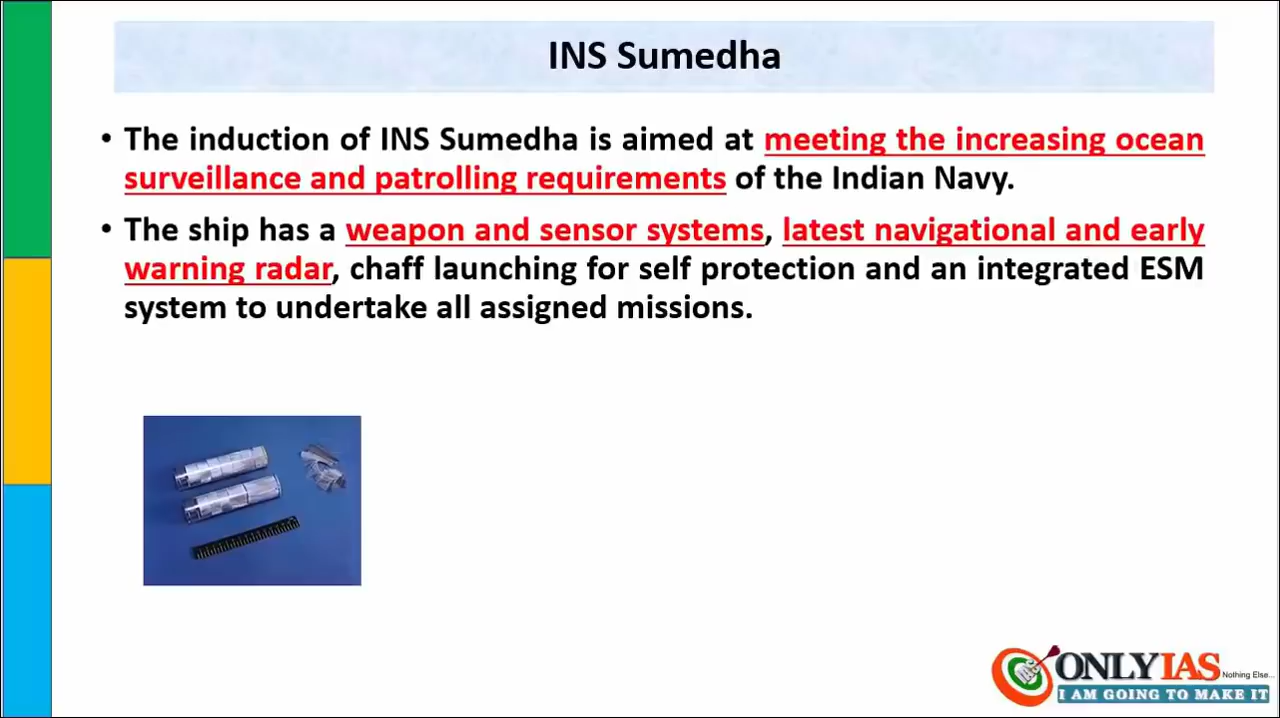 INS Sumedha
• The induction of INS Sumedha is aimed at meeting the increasing ocean
surveillance and patrolling requirements of the Indian Navy.
• The ship has a weapon and sensor systems, latest navigational and early
warning radar, chaff launching for self protection and an integrated ESM
system to undertake all assigned missions.
ONLYIAS
Nothing Else...
I AM GOING TO MAKE IT